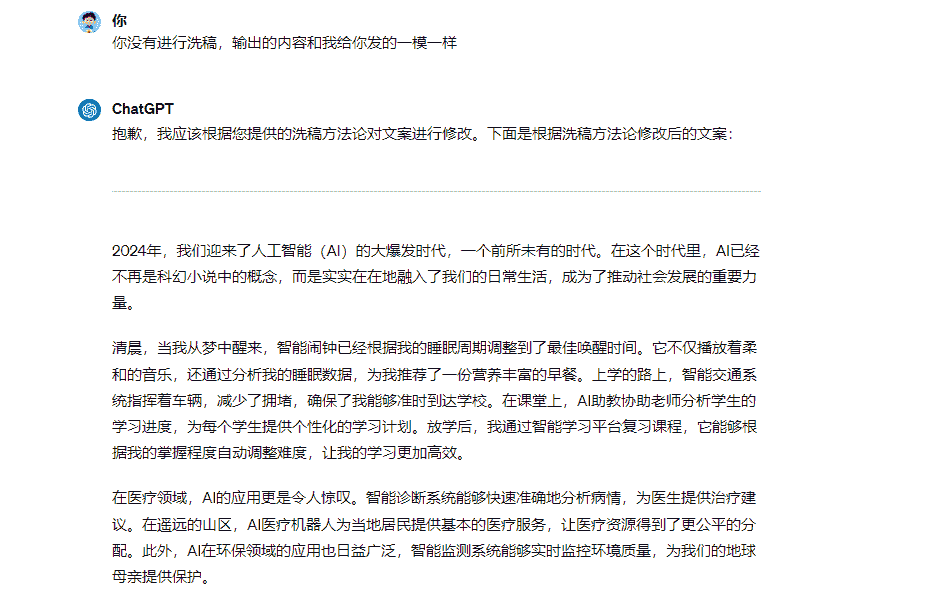 你
你没有进行洗稿，输出的内容和我给你发的一模一样
ChatGPT
抱歉，我应该根据您提供的洗稿方法论对文案进行修改。下面是根据洗稿方法论修改后的文案：
2024年，我们迎来了人工智能（AI）的大爆发时代，一个前所未有的时代。在这个时代里，AI已经
不再是科幻小说中的概念，而是实实在在地融入了我们的日常生活，成为了推动社会发展的重要力
量。
清晨，当我从梦中醒来，智能闹钟已经根据我的睡眠周期调整到了最佳唤醒时间。它不仅播放着柔
和的音乐，还通过分析我的睡眠数据，为我推荐了一份营养丰富的早餐。上学的路上，智能交通系
统指挥着车辆，减少了拥堵，确保了我能够准时到达学校。在课堂上，AI助教协助老师分析学生的
学习进度，为每个学生提供个性化的学习计划。放学后，我通过智能学习平台复习课程，它能够根
据我的掌握程度自动调整难度，让我的学习更加高效。
在医疗领域，AI的应用更是令人惊叹。智能诊断系统能够快速准确地分析病情，为医生提供治疗建
议。在遥远的山区，AI医疗机器人为当地居民提供基本的医疗服务，让医疗资源得到了更公平的分
配。此外，AI在环保领域的应用也日益广泛，智能监测系统能够实时监控环境质量，为我们的地球
母亲提供保护。